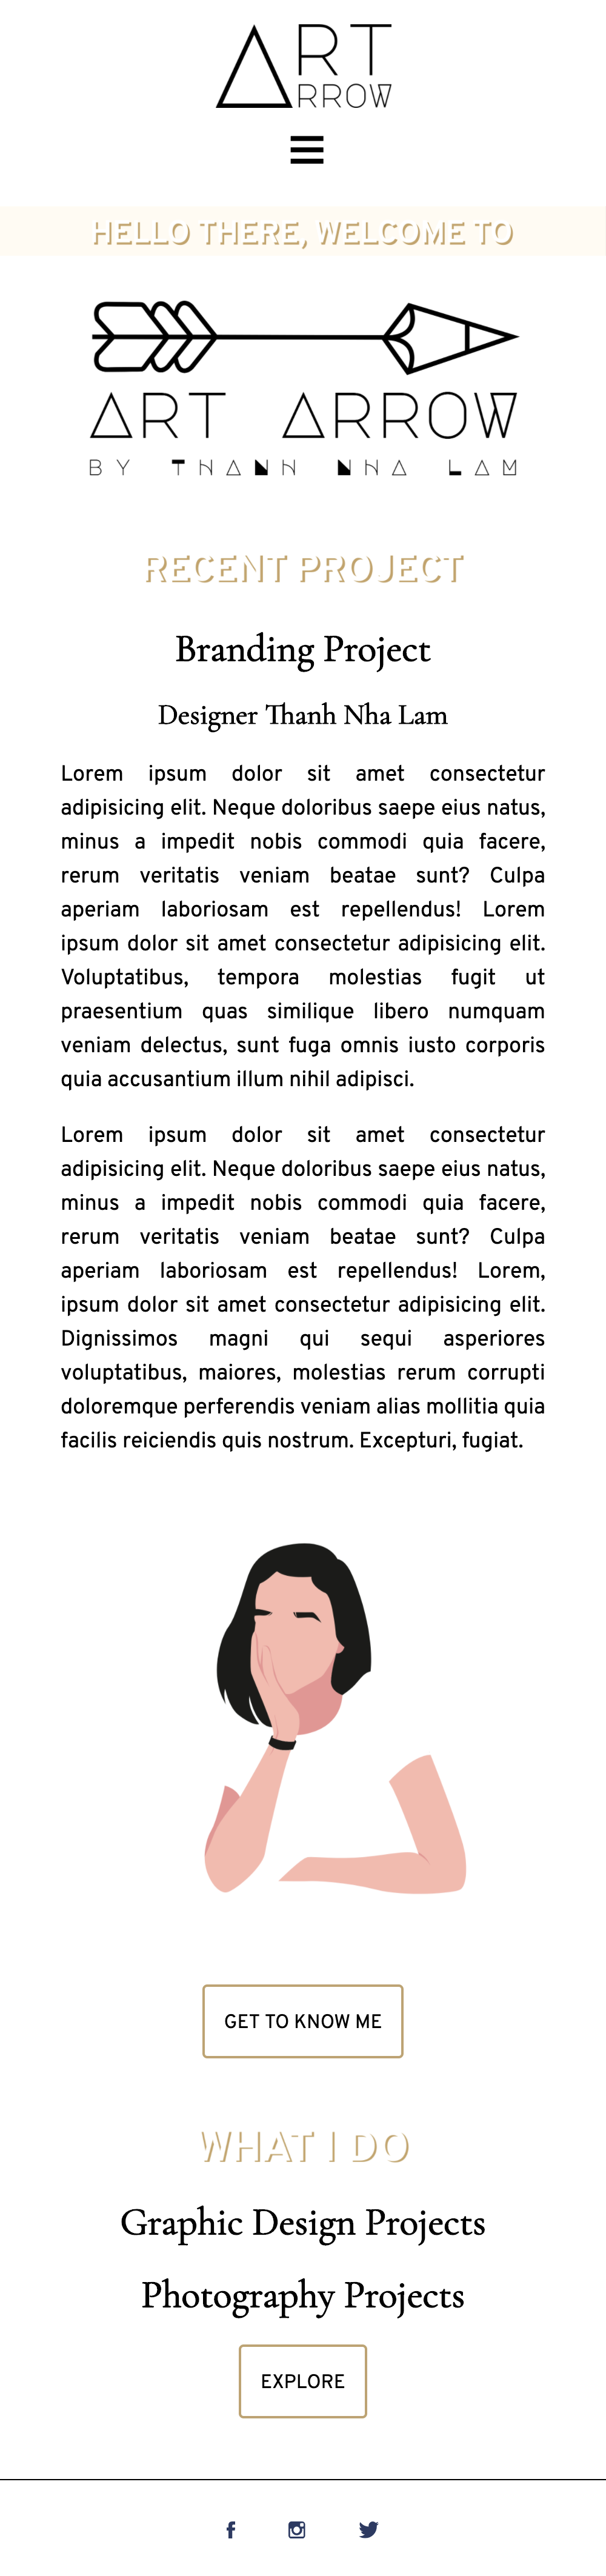 ART
RROW
HELLO THERE, WELCOME TO
ART ARROW
BY THANH NHA LAM
RECENT PROJECT
Branding Project
Designer Thanh Nha Lam
Lorem ipsum dolor sit amet consectetur
adipisicing elit. Neque doloribus saepe eius natus,
minus a impedit nobis commodi quia facere,
rerum veritatis veniam beatae sunt? Culpa
aperiam laboriosam est repellendus! Lorem
ipsum dolor sit amet consectetur adipisicing elit.
Voluptatibus, tempora molestias fugit ut
praesentium quas similique libero numquam
veniam delectus, sunt fuga omnis iusto corporis
quia accusantium illum nihil adipisci.
Lorem ipsum dolor sit amet consectetur
adipisicing elit. Neque doloribus saepe eius natus,
minus a impedit nobis commodi quia facere,
rerum veritatis veniam beatae sunt? Culpa
aperiam laboriosam est repellendus! Lorem,
ipsum dolor sit amet consectetur adipisicing elit.
Dignissimos magni qui sequi asperiores
voluptatibus, maiores, molestias rerum corrupti
doloremque perferendis veniam alias mollitia quia
facilis reiciendis quis nostrum. Excepturi, fugiat.
GET TO KNOW ME
WHAT I DO
Graphic Design Projects
Photography Projects
EXPLORE